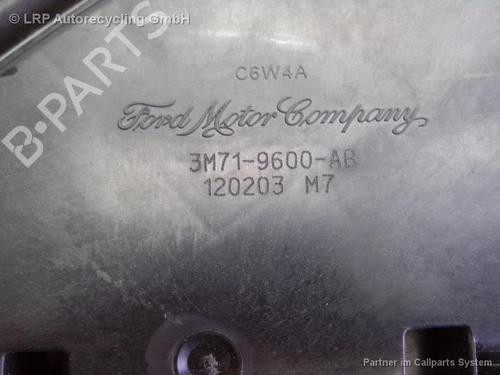 © LRP Autorecycling GmbH
B-PARTS
C6W4A
Ford Motor Company
3M71-9600-AB
120203 M7
Partner im Callparts System